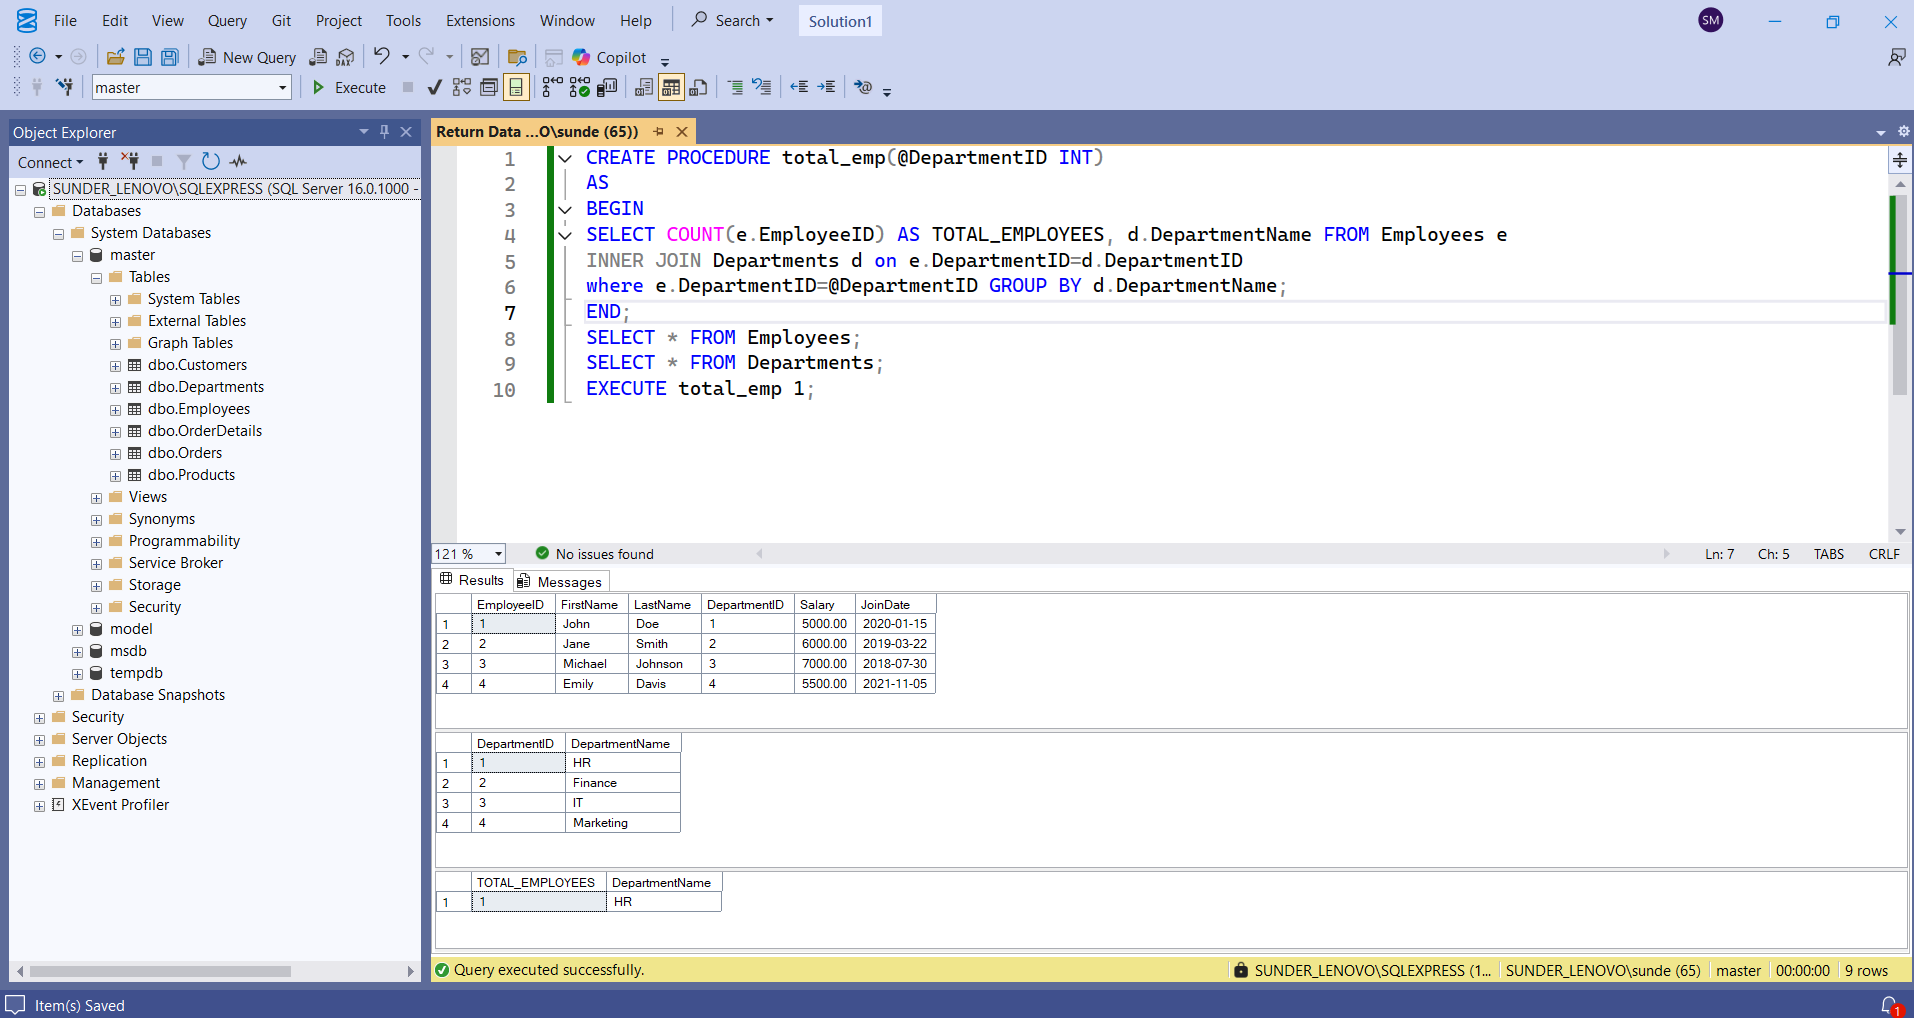 File Edit View Query Git Project Tools Extensions Window Help Search Solution1 SM
New Query DAX Copilot
master Execute
Object Explorer
Connect
SUNDER_LENOVO\SQLEXPRESS (SQL Server 16.0.1000 -
Databases
System Databases
master
Tables
System Tables
External Tables
Graph Tables
dbo.Customers
dbo.Departments
dbo.Employees
dbo.OrderDetails
dbo.Orders
dbo.Products
Views
Synonyms
Programmability
Service Broker
Storage
Security
model
msdb
tempdb
Database Snapshots
Security
Server Objects
Replication
Management
XEvent Profiler
Return Data ...O\sunde (65))
1 CREATE PROCEDURE total_emp(@DepartmentID INT)
2 AS
3 BEGIN
4 SELECT COUNT(e.EmployeeID) AS TOTAL_EMPLOYEES, d.DepartmentName FROM Employees e
5 INNER JOIN Departments d on e.DepartmentID=d.DepartmentID
6 where e.DepartmentID=@DepartmentID GROUP BY d.DepartmentName;
7 END;
8 SELECT * FROM Employees;
9 SELECT * FROM Departments;
10 EXECUTE total_emp 1;
121 % No issues found Ln: 7 Ch: 5 TABS CRLF
Results Messages
EmployeeID FirstName LastName DepartmentID Salary JoinDate
1 1 John Doe 1 5000.00 2020-01-15
2 2 Jane Smith 2 6000.00 2019-03-22
3 3 Michael Johnson 3 7000.00 2018-07-30
4 4 Emily Davis 4 5500.00 2021-11-05
DepartmentID DepartmentName
1 1 HR
2 2 Finance
3 3 IT
4 4 Marketing
TOTAL_EMPLOYEES DepartmentName
1 1 HR
Query executed successfully. SUNDER_LENOVO\SQLEXPRESS (1... SUNDER_LENOVO\sunde (65) master 00:00:00 9 rows
Item(s) Saved 1